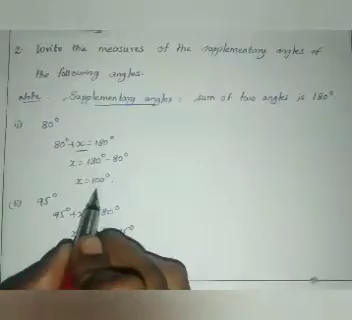 2. Write the measures of the supplementary angles of
the following angles.
Note: Supplementary angles: sum of two angles is 180°
i) 80°
80° + x = 180°
x = 180° - 80°
x = 100°.
(ii) 95°
95° + x 180°